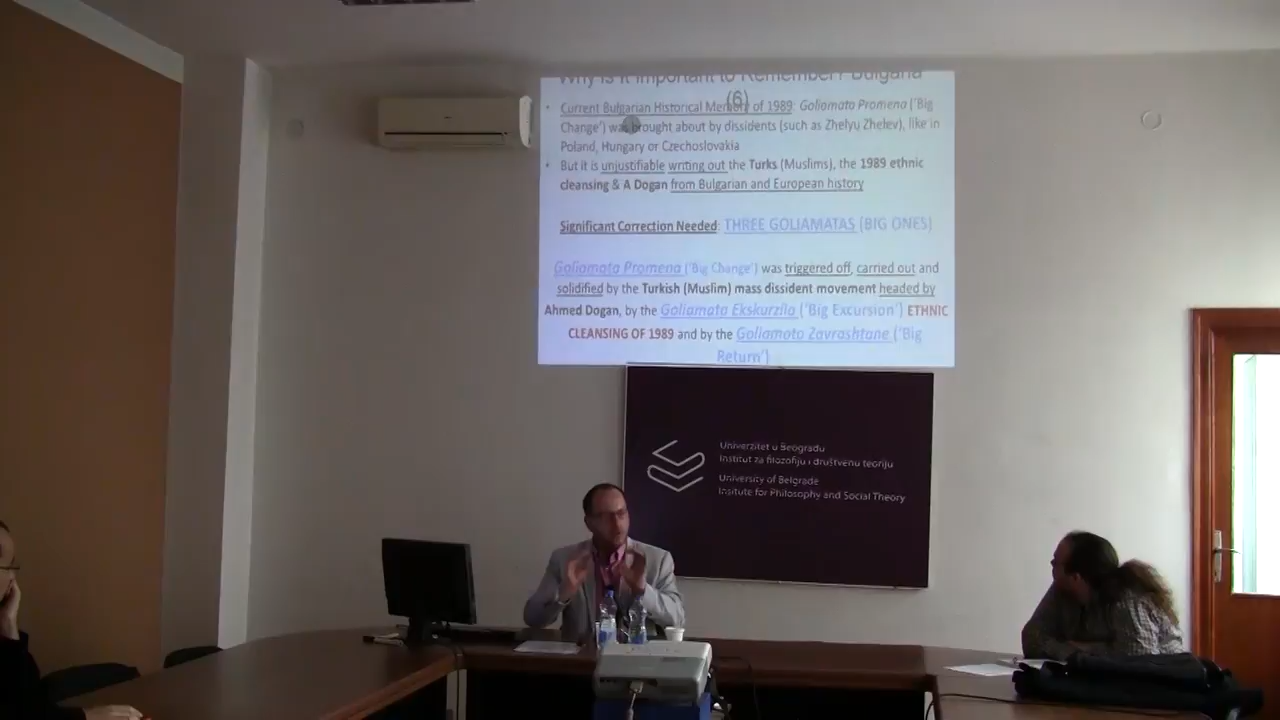 Why is it Important to Remember? Bulgaria
(6)
• Current Bulgarian Historical Memory of 1989: Goliamata Promena ('Big
Change') was brought about by dissidents (such as Zhelyu Zhelev), like in
Poland, Hungary or Czechoslovakia
• But it is unjustifiable writing out the Turks (Muslims), the 1989 ethnic
cleansing & A Dogan from Bulgarian and European history
Significant Correction Needed: THREE GOLIAMATAS (BIG ONES)
Goliamata Promena ('Big Change') was triggered off, carried out and
solidified by the Turkish (Muslim) mass dissident movement headed by
Ahmed Dogan, by the Goliamata Ekskurzila ('Big Excursion') ETHNIC
CLEANSING OF 1989 and by the Goliamoto Zavrashtane ('Big
Return')
Univerzitet u Beogradu
Institut za filozofiju i društvenu teoriju
University of Belgrade
Institute for Philosophy and Social Theory